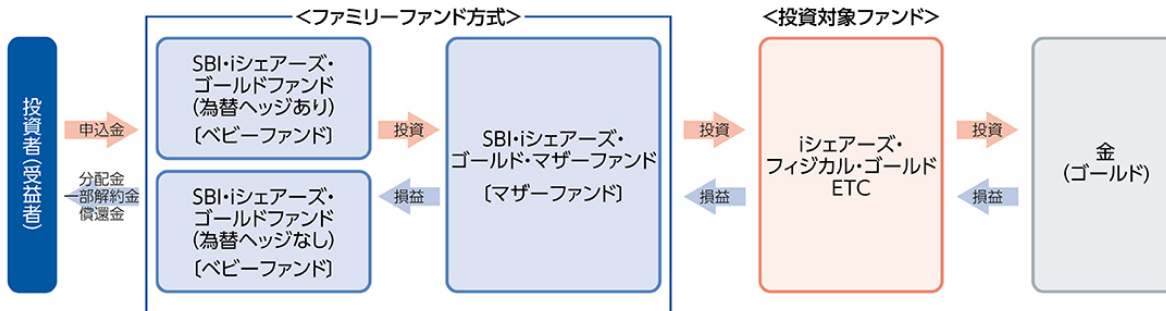 ＜ファミリーファンド方式＞
＜投資対象ファンド＞
投資者(受益者)
申込金
分配金
一部解約金
償還金
SBI・iシェアーズ・
ゴールドファンド
(為替ヘッジあり)
〔ベビーファンド〕
SBI・iシェアーズ・
ゴールドファンド
(為替ヘッジなし)
〔ベビーファンド〕
投資
損益
SBI・iシェアーズ・
ゴールド・マザーファンド
〔マザーファンド〕
投資
損益
iシェアーズ・
フィジカル・ゴールド
ETC
投資
損益
金
(ゴールド)